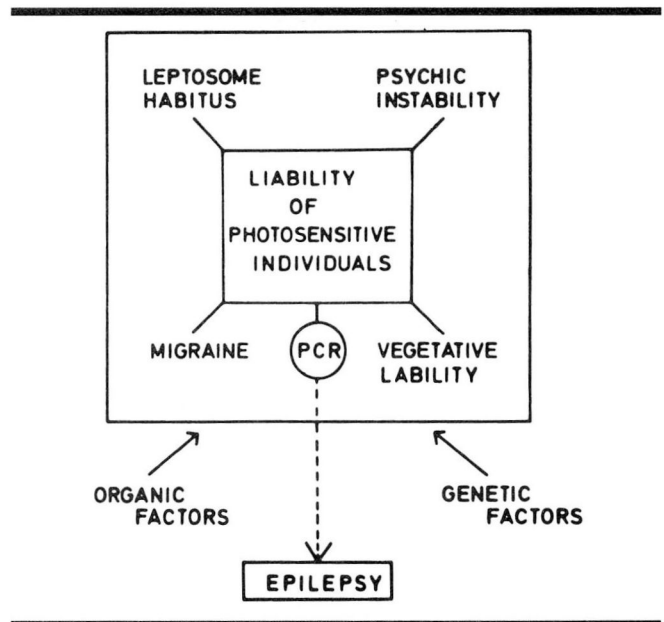 LEPTOSOME
HABITUS
PSYCHIC
INSTABILITY
LIABILITY
OF
PHOTOSENSITIVE
INDIVIDUALS
MIGRAINE
PCR
VEGETATIVE
LABILITY
ORGANIC
FACTORS
GENETIC
FACTORS
EPILEPSY